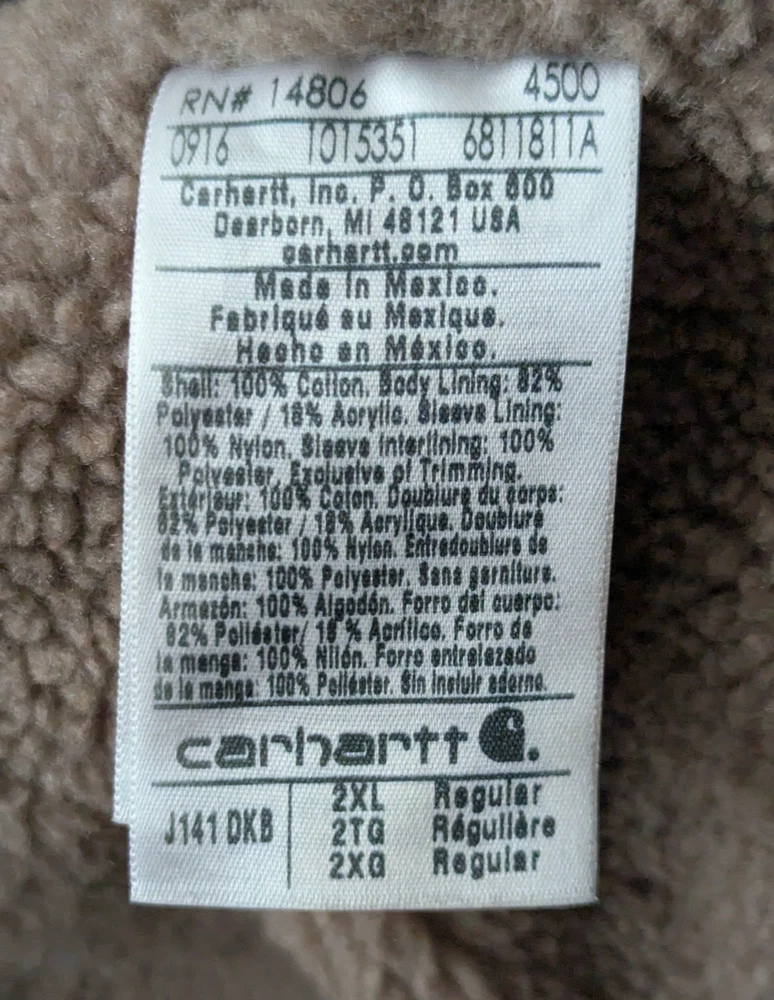 RN# 14806 4500
0916 1015351 6811811A
Carhartt, Inc. P. O. Box 600
Dearborn, MI 48121 USA
carhartt.com
Made in Mexico.
Fabriqué au Mexique.
Hecho en México.
Shell: 100% Cotton. Body Lining: 82%
Polyester / 18% Acrylic. Sleeve Lining:
100% Nylon. Sleeve Interlining: 100%
Polyester. Exclusive of Trimming.
Extérieur: 100% Coton. Doublure du corps:
82% Polyester / 18% Acrylique. Doublure
de la manche: 100% Nylon. Entredoublure de
la manche: 100% Polyester. Sans garniture.
Armazón: 100% Algodón. Forro del cuerpo:
82% Poliéster/ 18 % Acrílico. Forro de
la manga: 100% Nilón. Forro entrelazado
de la manga: 100% Poliéster. Sin incluir adorno.
carhartt
J141 DKB
2XL Regular
2TG Régulière
2XG Regular